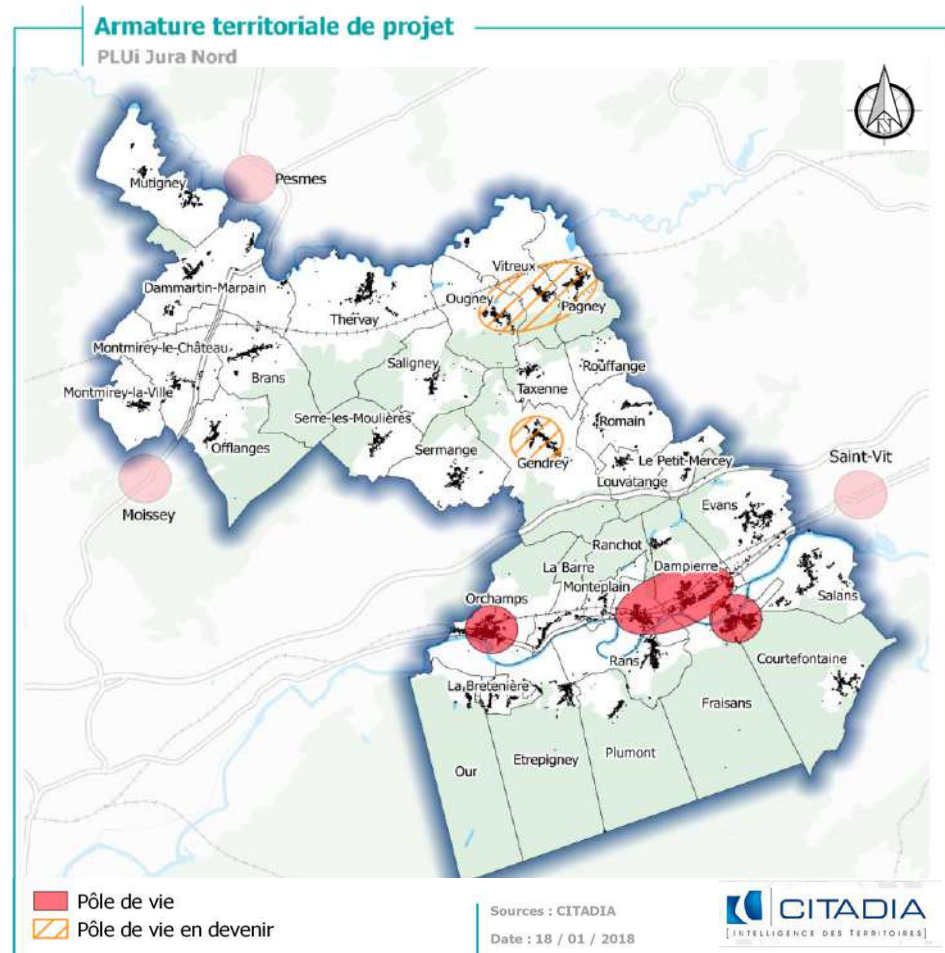 Armature territoriale de projet
PLUi Jura Nord
N
Mutigney
Pesmes
Dammartin-Marpain
Vitreux
Ougney
Pagney
Thervay
Montmirey-le-Château
Brans
Saligney
Taxenne
Rouffange
Montmirey-la-Ville
Serre-les-Moulières
Romain
Offlanges
Sermange
Gendrey
Le Petit-Mercey
Louvatange
Saint-Vit
Moissey
Evans
Ranchot
La Barre
Dampierre
Monteplain
Orchamps
Salans
Rans
Courtefontaine
La Bretenière
Fraisans
Plumont
Etrepigney
Our
Pôle de vie
Pôle de vie en devenir
Sources : CITADIA
Date : 18 / 01 / 2018
CITADIA
[INTELLIGENCE DES TERRITOIRES]